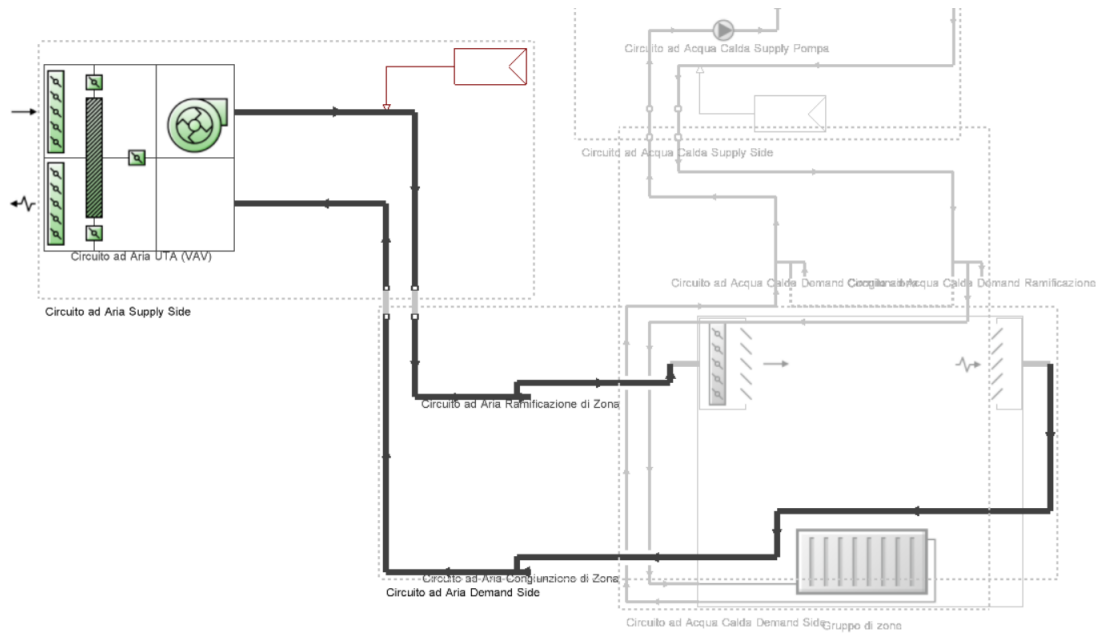 Circuito ad Acqua Calda Supply Pompa
Circuito ad Acqua Calda Supply Side
Circuito ad Aria UTA (VAV)
Circuito ad Acqua Calda Demand
Circuito ad Acqua Calda Demand Ramificazione
Circuito ad Aria Supply Side
Circuito ad Aria Ramificazione di Zona
Circuito ad Aria Congiunzione di Zona
Circuito ad Aria Demand Side
Circuito ad Acqua Calda Demand Side
Gruppo di zona